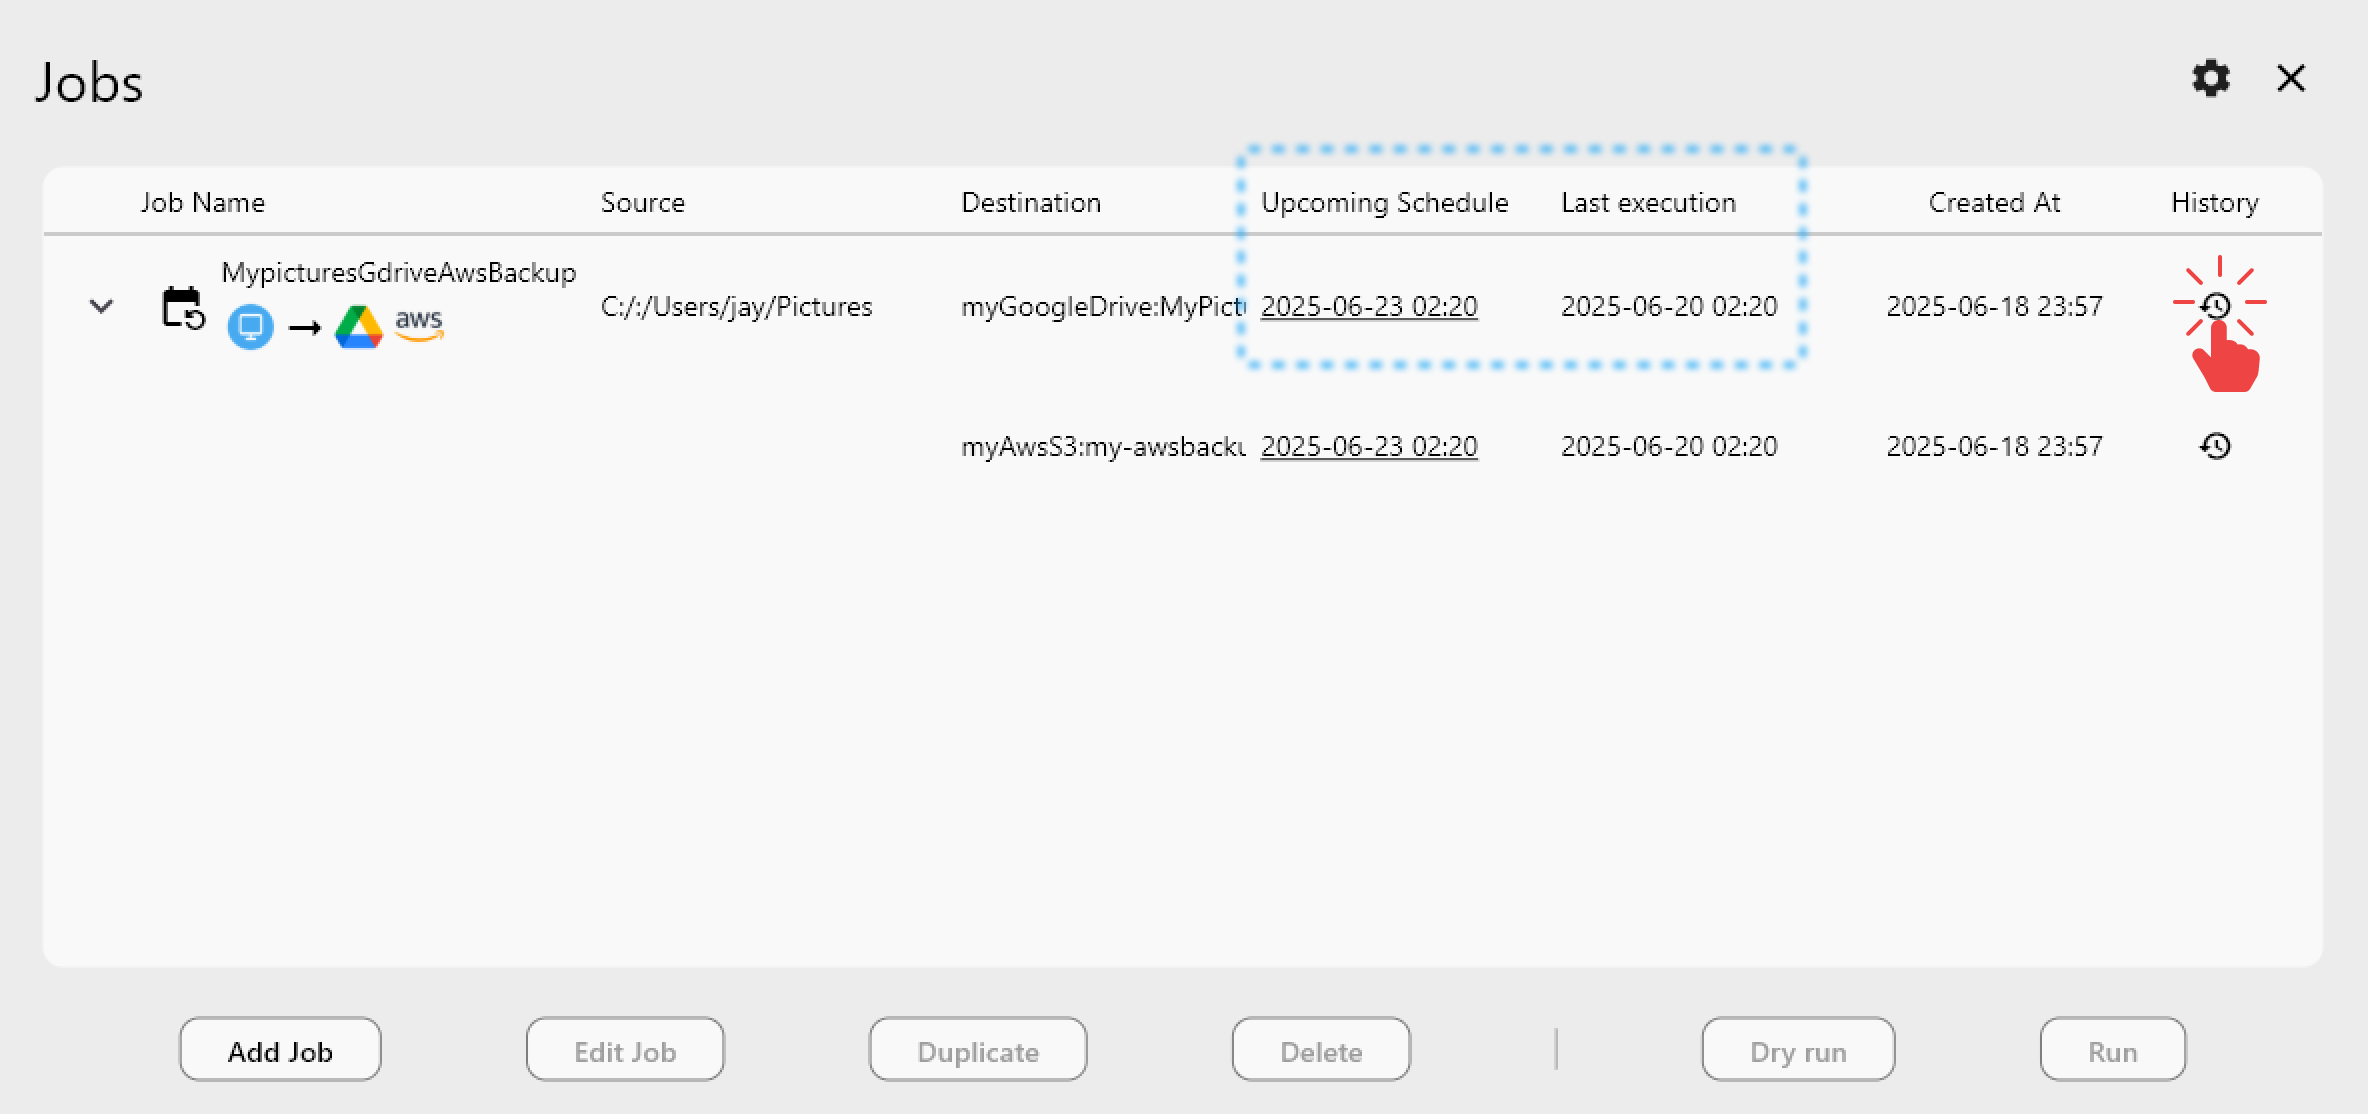 Jobs
Job Name Source Destination Upcoming Schedule Last execution Created At History
MypicturesGdriveAwsBackup
C:/:/Users/jay/Pictures myGoogleDrive:MyPict 2025-06-23 02:20 2025-06-20 02:20 2025-06-18 23:57
aws
myAwsS3:my-awsbacku 2025-06-23 02:20 2025-06-20 02:20 2025-06-18 23:57
Add Job Edit Job Duplicate Delete Dry run Run